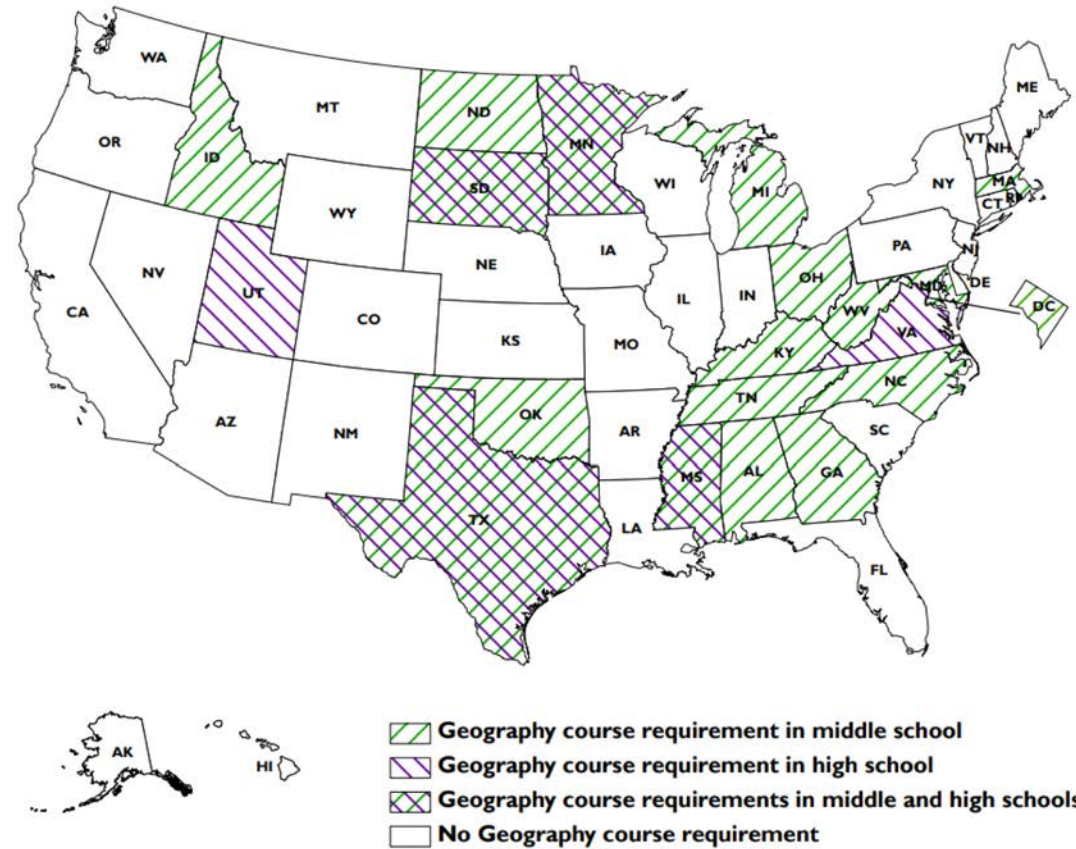 WA
MT
ND
MN
ME
OR
ID
SD
WI
MI
VT
NH
NY
MA
CT
RI
WY
IA
PA
NJ
NE
NV
UT
CA
CO
IL
IN
OH
WV
MD
DE
DC
VA
KS
MO
KY
NC
TN
OK
AZ
NM
AR
SC
MS
AL
GA
TX
LA
FL
AK
HI
Geography course requirement in middle school
Geography course requirement in high school
Geography course requirements in middle and high schools
No Geography course requirement